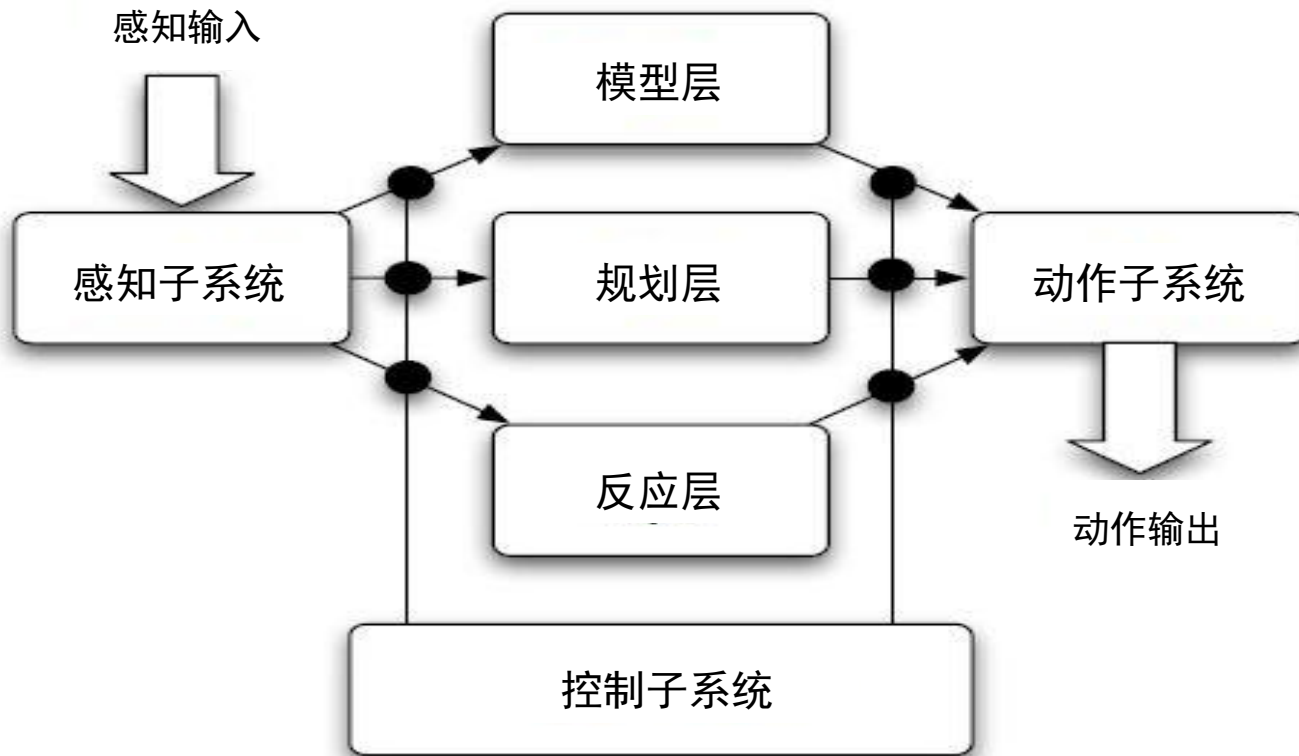 感知输入
模型层
感知子系统
规划层
动作子系统
反应层
动作输出
控制子系统